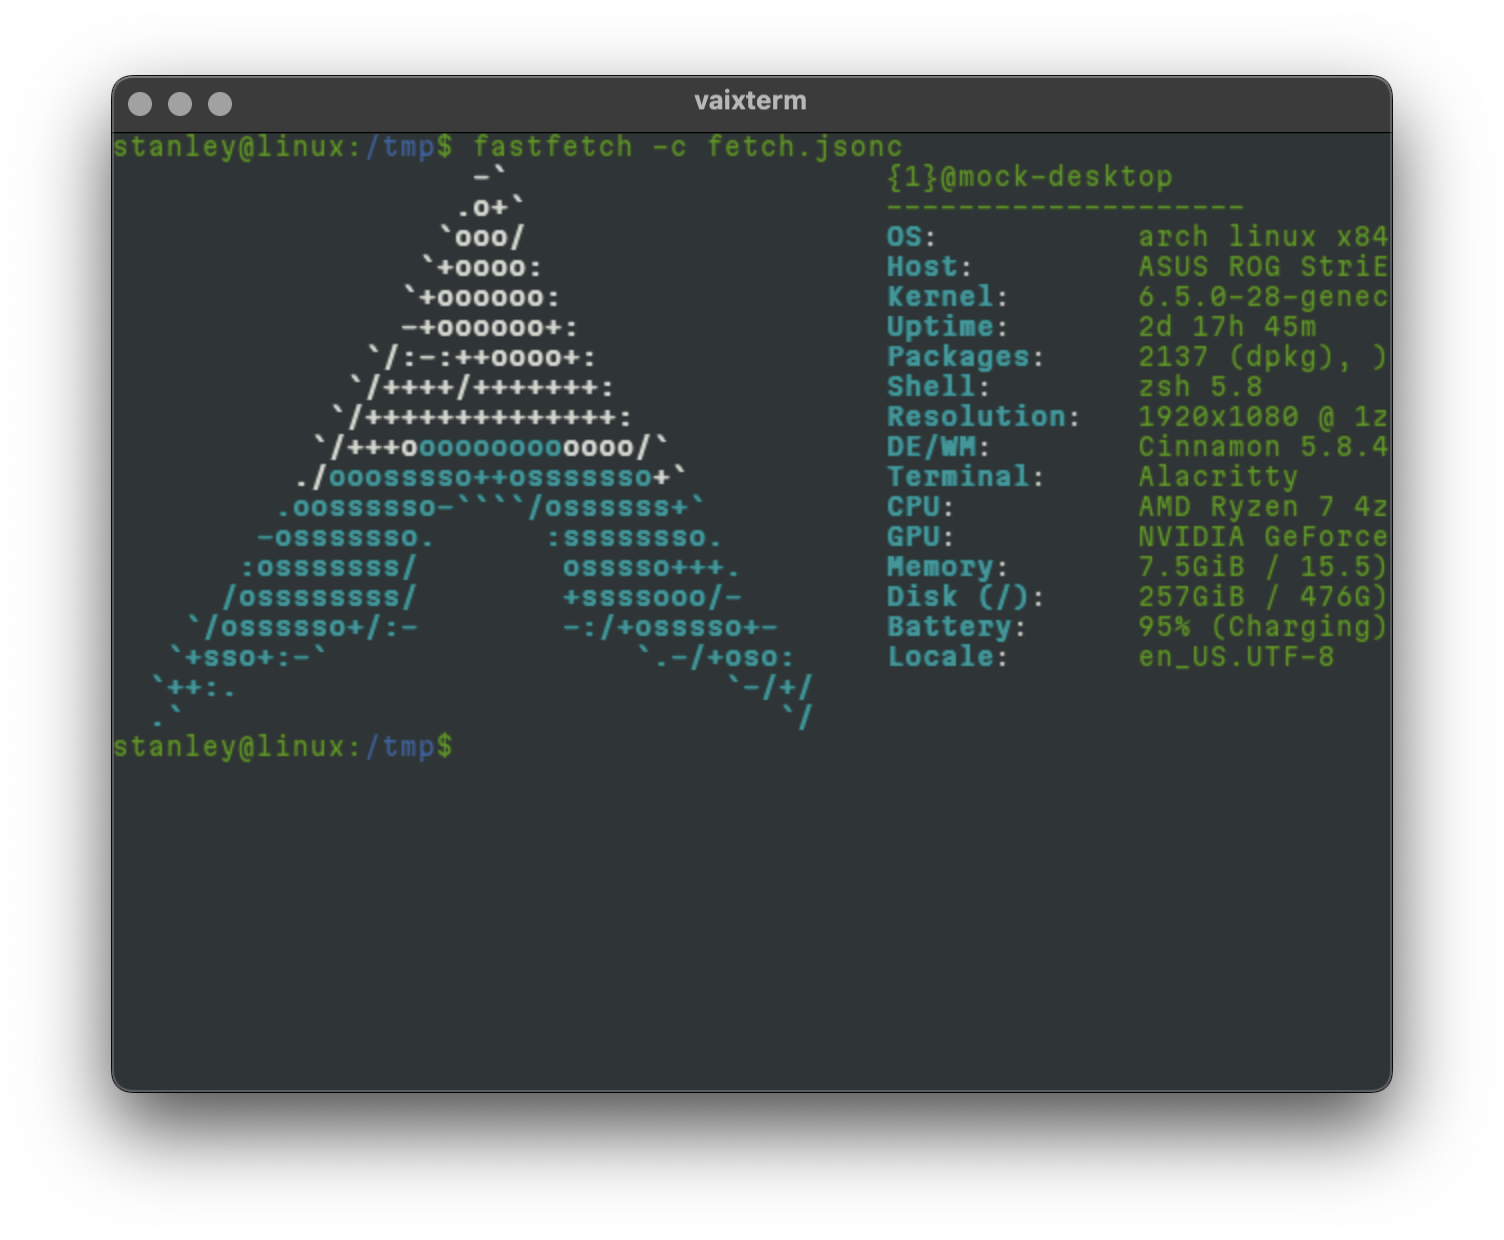 vaixterm
stanley@linux:/tmp$ fastfetch -c fetch.jsonc
                    -`                     {1}@mock-desktop
                   .o+`                    --------------------
                  `ooo/                    OS:           arch linux x84
                 `+oooo:                   Host:         ASUS ROG StriE
                `+oooooo:                  Kernel:       6.5.0-28-genec
                -+oooooo+:                 Uptime:       2d 17h 45m
              `/:-:++oooo+:                Packages:     2137 (dpkg), )
             `/++++/+++++++:               Shell:        zsh 5.8
            `/++++++++++++++:              Resolution:   1920x1080 @ 1z
           `/+++ooooooooooooo/`            DE/WM:        Cinnamon 5.8.4
          ./ooosssso++osssssso+`           Terminal:     Alacritty
         .oossssso-````/ossssss+`          CPU:          AMD Ryzen 7 4z
        -osssssso.      :ssssssso.         GPU:          NVIDIA GeForce
       :osssssss/        osssso+++.        Memory:       7.5GiB / 15.5)
      /ossssssss/        +ssssooo/-        Disk (/):     257GiB / 476G)
    `/ossssso+/:-        -:/+osssso+-      Battery:      95% (Charging)
   `+sso+:-`                 `.-/+oso:     Locale:       en_US.UTF-8
  `++:.                           `-/+/
  .`                                 `/
stanley@linux:/tmp$